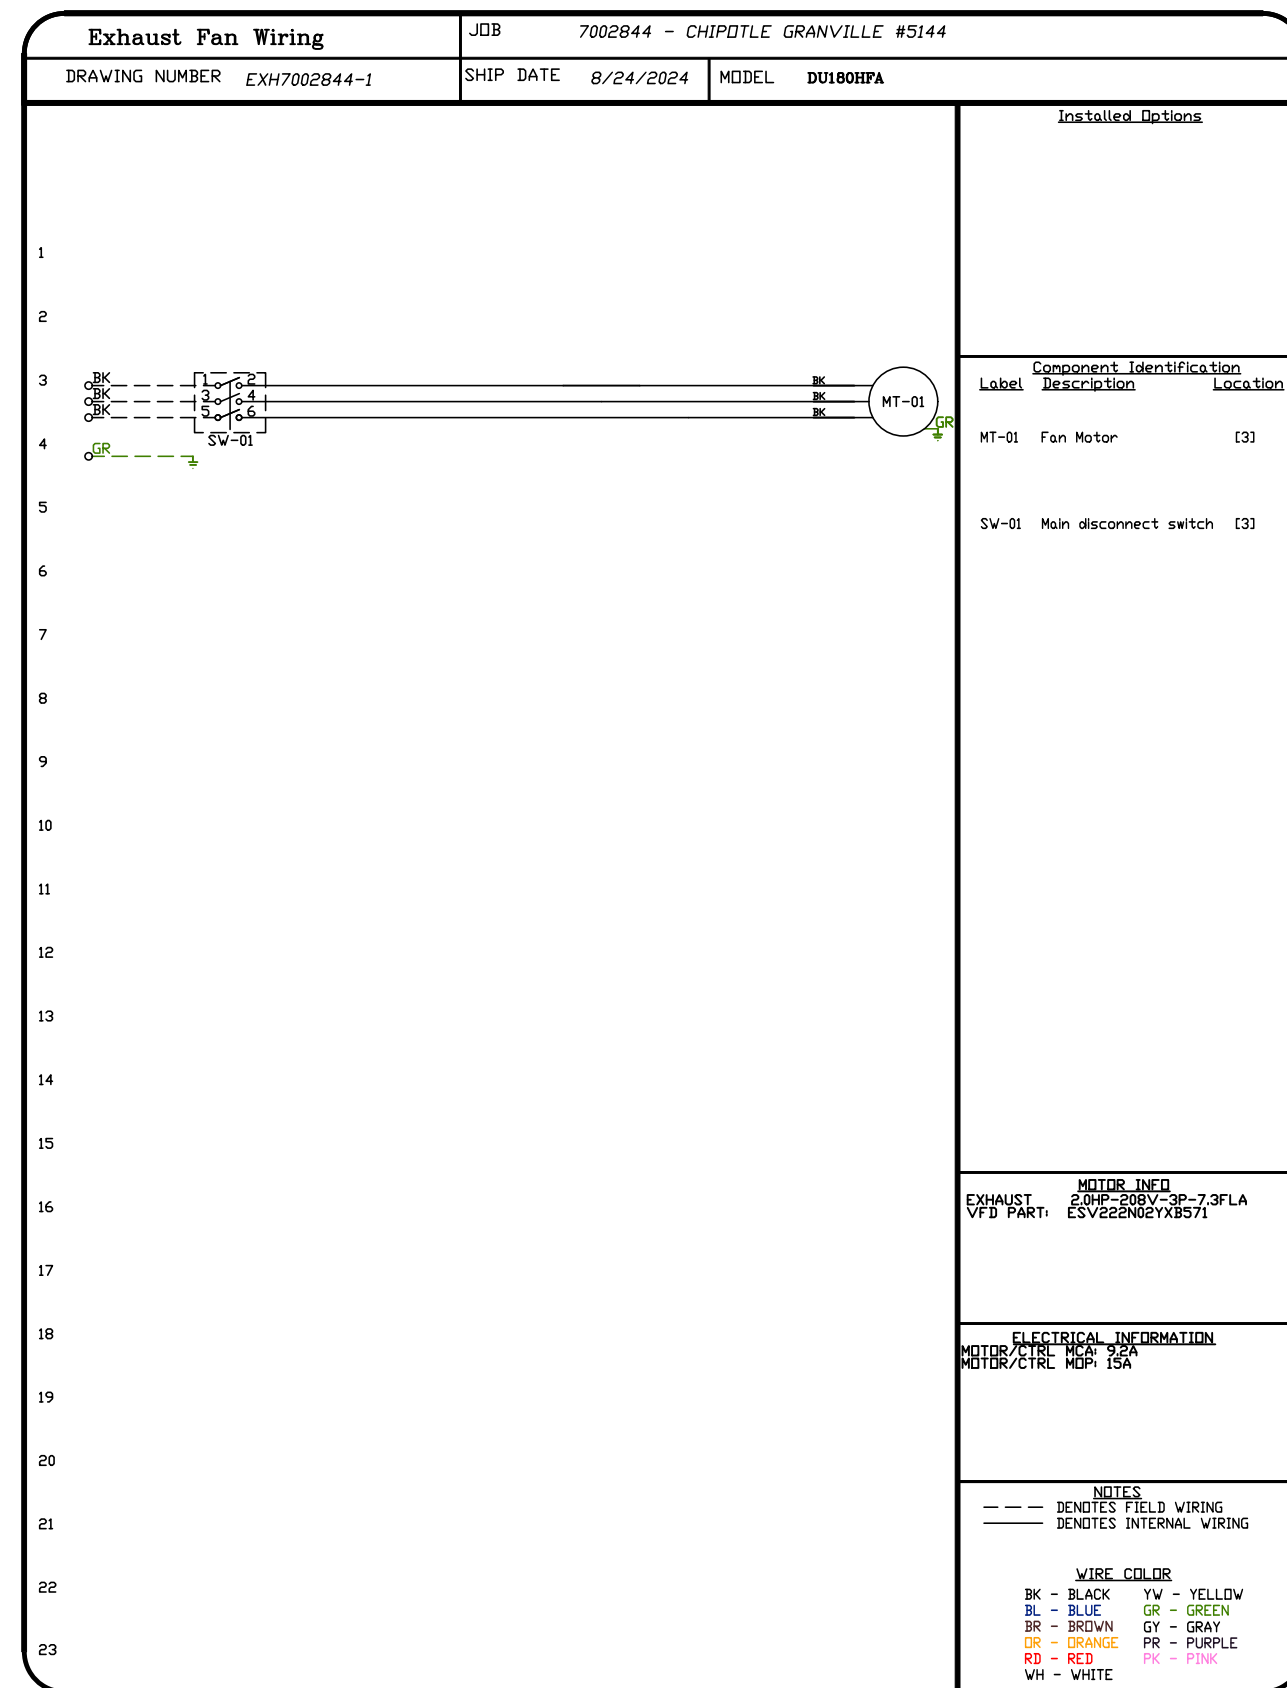 Exhaust Fan Wiring
JOB 7002844 - CHIPOTLE GRANVILLE #5144
DRAWING NUMBER EXH7002844-1
SHIP DATE 8/24/2024
MODEL DU180HFA
Installed Options
1
2
3
4
5
6
7
8
9
10
11
12
13
14
15
16
17
18
19
20
21
22
23
BK
BK
BK
GR
1 2
3 4
5 6
SW-01
BK
BK
BK
MT-01
GR
Component Identification
Label Description Location
MT-01 Fan Motor [3]
SW-01 Main disconnect switch [3]
MOTOR INFO
EXHAUST 2.0HP-208V-3P-7.3FLA
VFD PART: ESV222N02YXB571
ELECTRICAL INFORMATION
MOTOR/CTRL MCA: 9.2A
MOTOR/CTRL MOP: 15A
NOTES
DENOTES FIELD WIRING
DENOTES INTERNAL WIRING
WIRE COLOR
BK - BLACK YW - YELLOW
BL - BLUE GR - GREEN
BR - BROWN GY - GRAY
OR - ORANGE PR - PURPLE
RD - RED PK - PINK
WH - WHITE